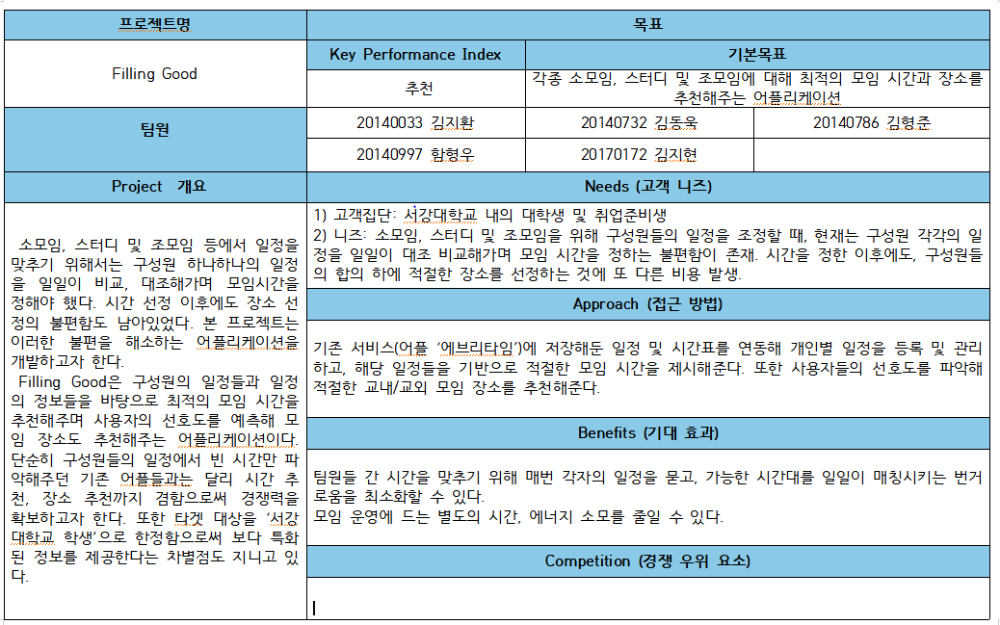 프로젝트명
목표
Filling Good
Key Performance Index
기본목표
추천
각종 소모임, 스터디 및 조모임에 대해 최적의 모임 시간과 장소를
추천해주는 어플리케이션
팀원
20140033 김지환
20140732 김동욱
20140786 김형준
20140997 함형우
20170172 김지현
Project 개요
Needs (고객 니즈)
소모임, 스터디 및 조모임 등에서 일정을
맞추기 위해서는 구성원 하나하나의 일정
을 일일이 비교, 대조해가며 모임시간을
정해야 했다. 시간 선정 이후에도 장소 선
정의 불편함도 남아있었다. 본 프로젝트는
이러한 불편을 해소하는 어플리케이션을
개발하고자 한다.
Filling Good은 구성원의 일정들과 일정
의 정보들을 바탕으로 최적의 모임 시간을
추천해주며 사용자의 선호도를 예측해 모
임 장소도 추천해주는 어플리케이션이다.
단순히 구성원들의 일정에서 빈 시간만 파
악해주던 기존 어플들과는 달리 시간 추
천, 장소 추천까지 겸함으로써 경쟁력을
확보하고자 한다. 또한 타겟 대상을 ‘서강
대학교 학생’으로 한정함으로써 보다 특화
된 정보를 제공한다는 차별점도 지니고 있
다.
1) 고객집단: 서강대학교 내의 대학생 및 취업준비생
2) 니즈: 소모임, 스터디 및 조모임을 위해 구성원들의 일정을 조정할 때, 현재는 구성원 각각의 일
정을 일일이 대조 비교해가며 모임 시간을 정하는 불편함이 존재. 시간을 정한 이후에도, 구성원들
의 합의 하에 적절한 장소를 선정하는 것에 또 다른 비용 발생.
Approach (접근 방법)
기존 서비스(어플 ‘에브리타임’)에 저장해둔 일정 및 시간표를 연동해 개인별 일정을 등록 및 관리
하고, 해당 일정들을 기반으로 적절한 모임 시간을 제시해준다. 또한 사용자들의 선호도를 파악해
적절한 교내/교외 모임 장소를 추천해준다.
Benefits (기대 효과)
팀원들 간 시간을 맞추기 위해 매번 각자의 일정을 묻고, 가능한 시간대를 일일이 매칭시키는 번거
로움을 최소화할 수 있다.
모임 운영에 드는 별도의 시간, 에너지 소모를 줄일 수 있다.
Competition (경쟁 우위 요소)